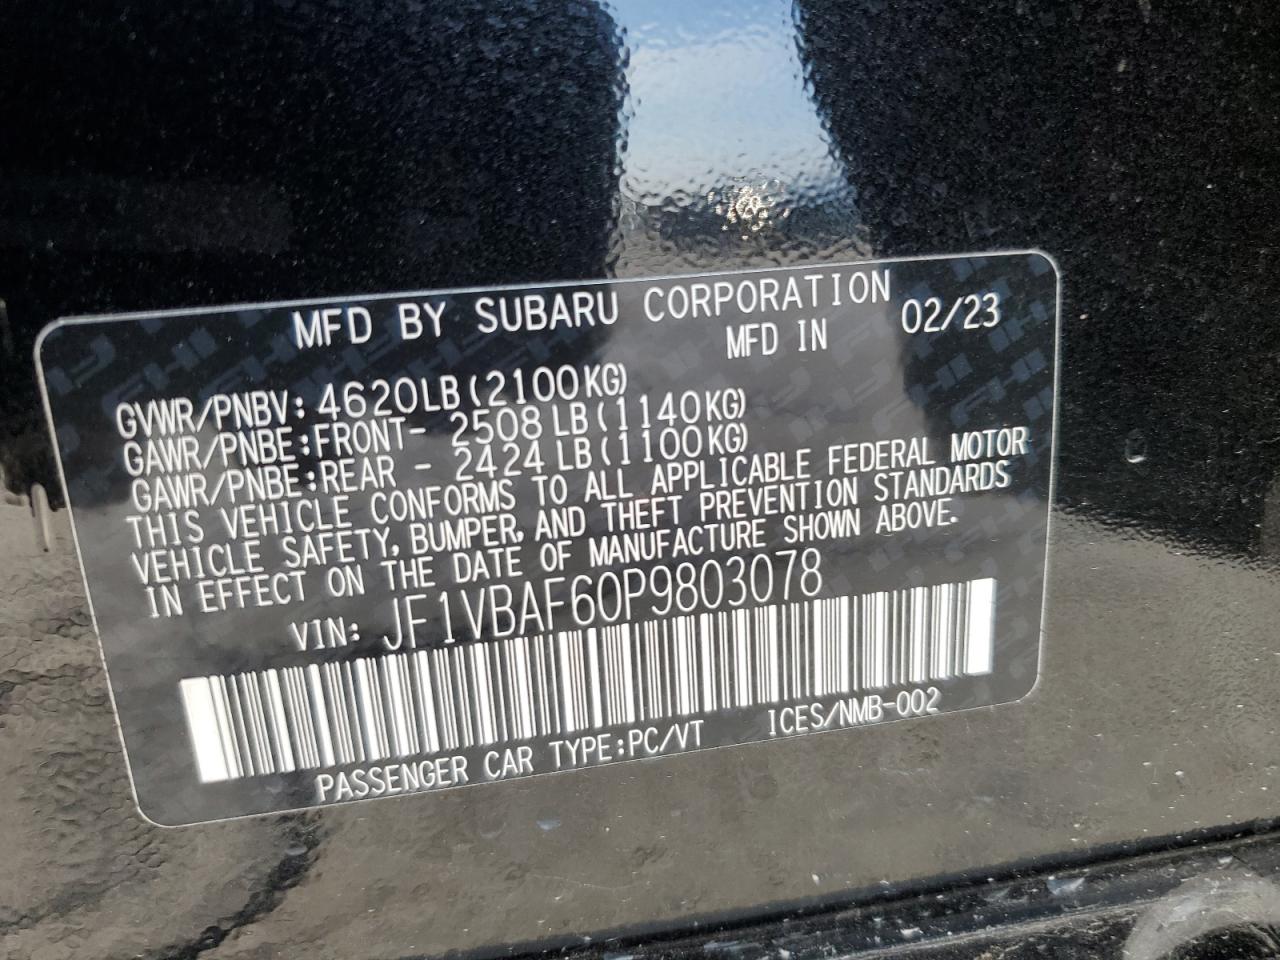 MFD BY SUBARU CORPORATION
MFD IN 02/23
GVWR/PNBV: 4620LB (2100KG)
GAWR/PNBE:FRONT- 2508 LB (1140KG)
GAWR/PNBE:REAR - 2424 LB (1100KG)
THIS VEHICLE CONFORMS TO ALL APPLICABLE FEDERAL MOTOR
VEHICLE SAFETY, BUMPER, AND THEFT PREVENTION STANDARDS
IN EFFECT ON THE DATE OF MANUFACTURE SHOWN ABOVE.
VIN: JF1VBAF60P9803078
PASSENGER CAR TYPE:PC/VT ICES/NMB-002